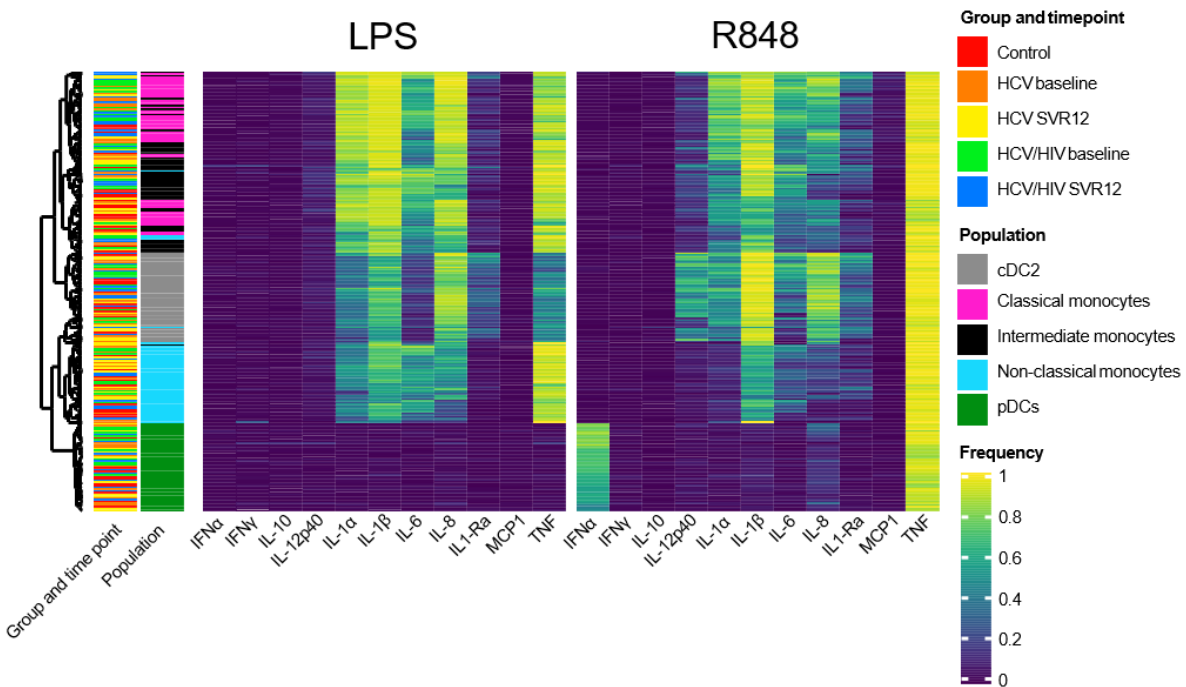 LPS
R848
Group and time point
Population
IFNα
IFNγ
IL-10
IL-12p40
IL-1α
IL-1β
IL-6
IL-8
IL1-Ra
MCP1
TNF
IFNα
IFNγ
IL-10
IL-12p40
IL-1α
IL-1β
IL-6
IL-8
IL1-Ra
MCP1
TNF
Group and timepoint
Control
HCV baseline
HCV SVR12
HCV/HIV baseline
HCV/HIV SVR12
Population
cDC2
Classical monocytes
Intermediate monocytes
Non-classical monocytes
pDCs
Frequency
1
0.8
0.6
0.4
0.2
0